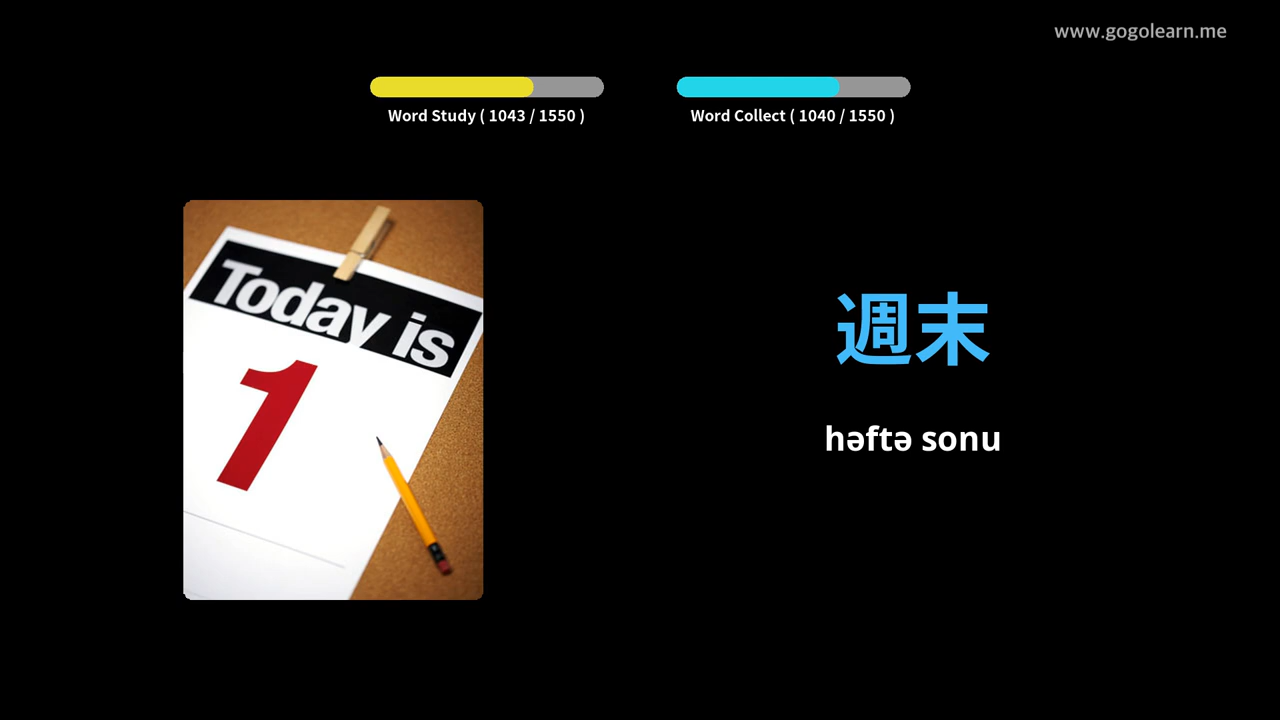 www.gogolearn.me
Word Study ( 1043 / 1550 )
Word Collect ( 1040 / 1550 )
Today is
1
週末
həftə sonu